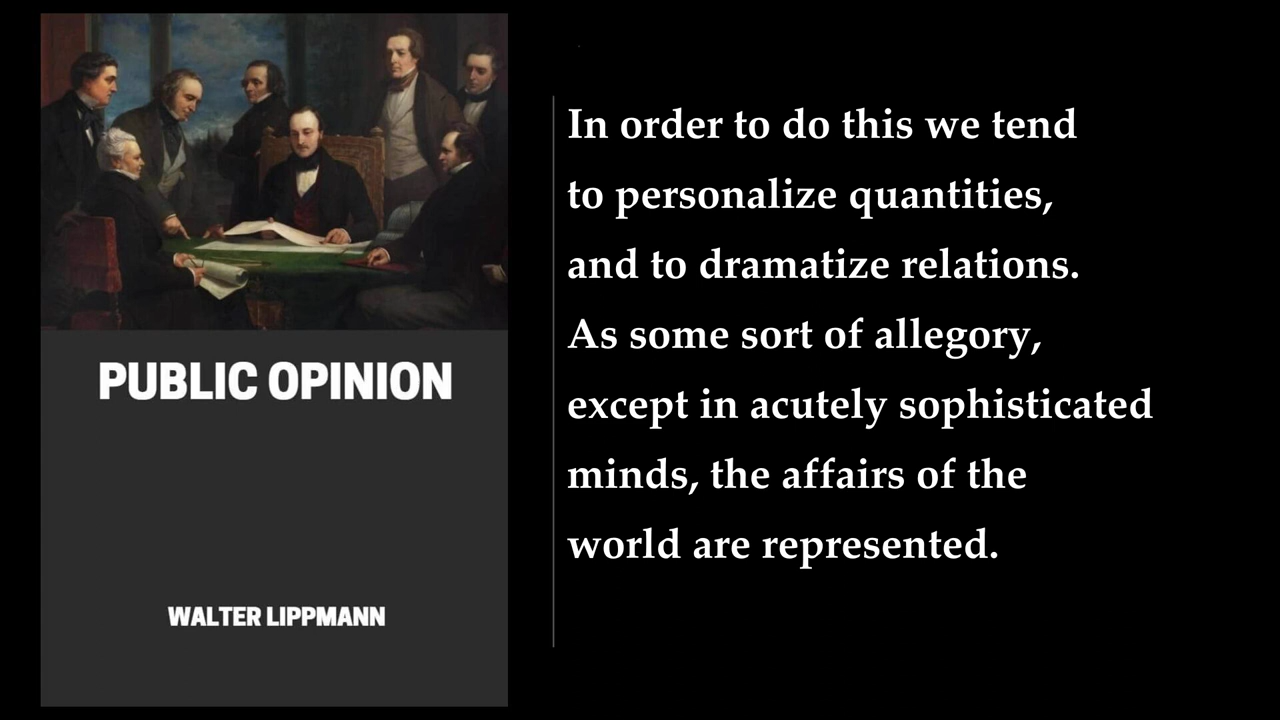 PUBLIC OPINION
WALTER LIPPMANN
In order to do this we tend
to personalize quantities,
and to dramatize relations.
As some sort of allegory,
except in acutely sophisticated
minds, the affairs of the
world are represented.